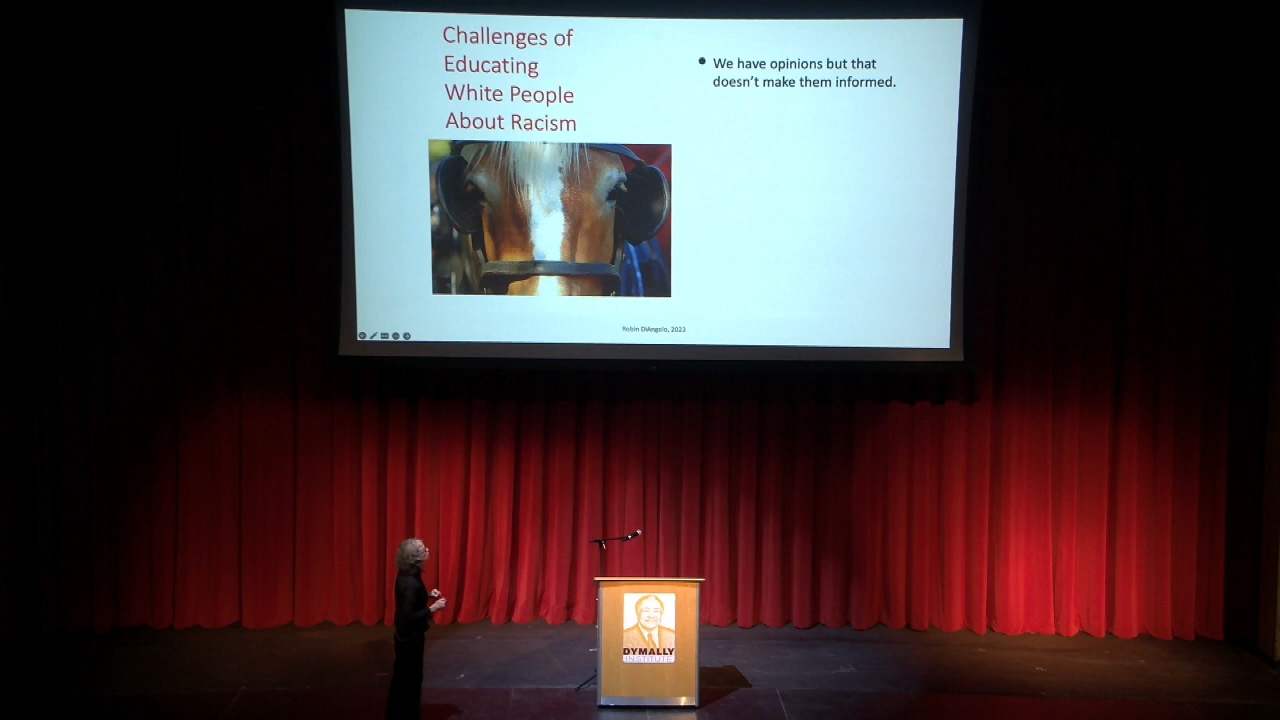 Challenges of
Educating
White People
About Racism
• We have opinions but that
doesn't make them informed.
Robin DiAngelo, 2023
DYMALLY
INSTITUTE